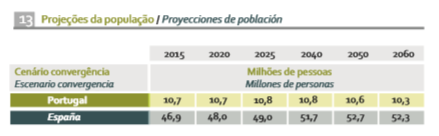 13 Projeções da população / Proyecciones de población
2015 2020 2025 2040 2050 2060
Cenário convergência Milhões de pessoas
Escenario convergencia Millones de personas
Portugal 10,7 10,7 10,8 10,8 10,6 10,3
España 46,9 48,0 49,0 51,7 52,7 52,3